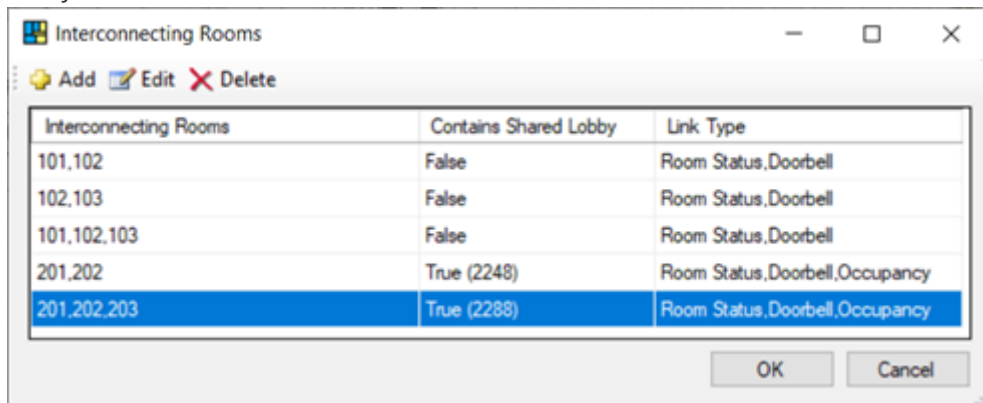 Interconnecting Rooms
Add Edit Delete
Interconnecting Rooms Contains Shared Lobby Link Type
101,102 False Room Status,Doorbell
102,103 False Room Status,Doorbell
101,102,103 False Room Status,Doorbell
201,202 True (2248) Room Status,Doorbell,Occupancy
201,202,203 True (2288) Room Status,Doorbell,Occupancy
OK Cancel